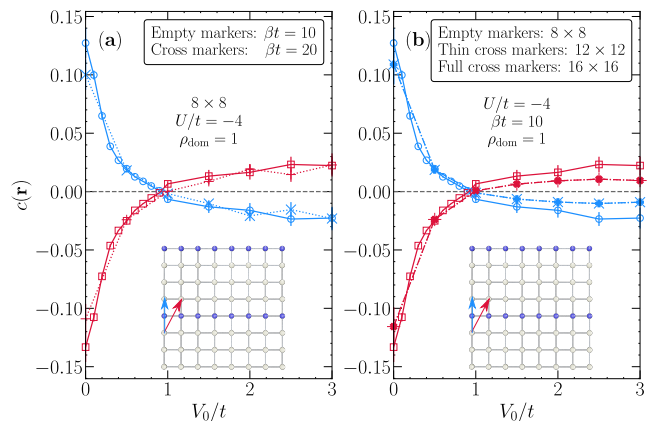 (a)
Empty markers: βt = 10
Cross markers: βt = 20
8 × 8
U/t = −4
ρdom = 1
c(r)
0.15
0.10
0.05
0.00
−0.05
−0.10
−0.15
0
1
2
3
V0/t
(b)
Empty markers: 8 × 8
Thin cross markers: 12 × 12
Full cross markers: 16 × 16
U/t = −4
βt = 10
ρdom = 1
0
1
2
3
V0/t